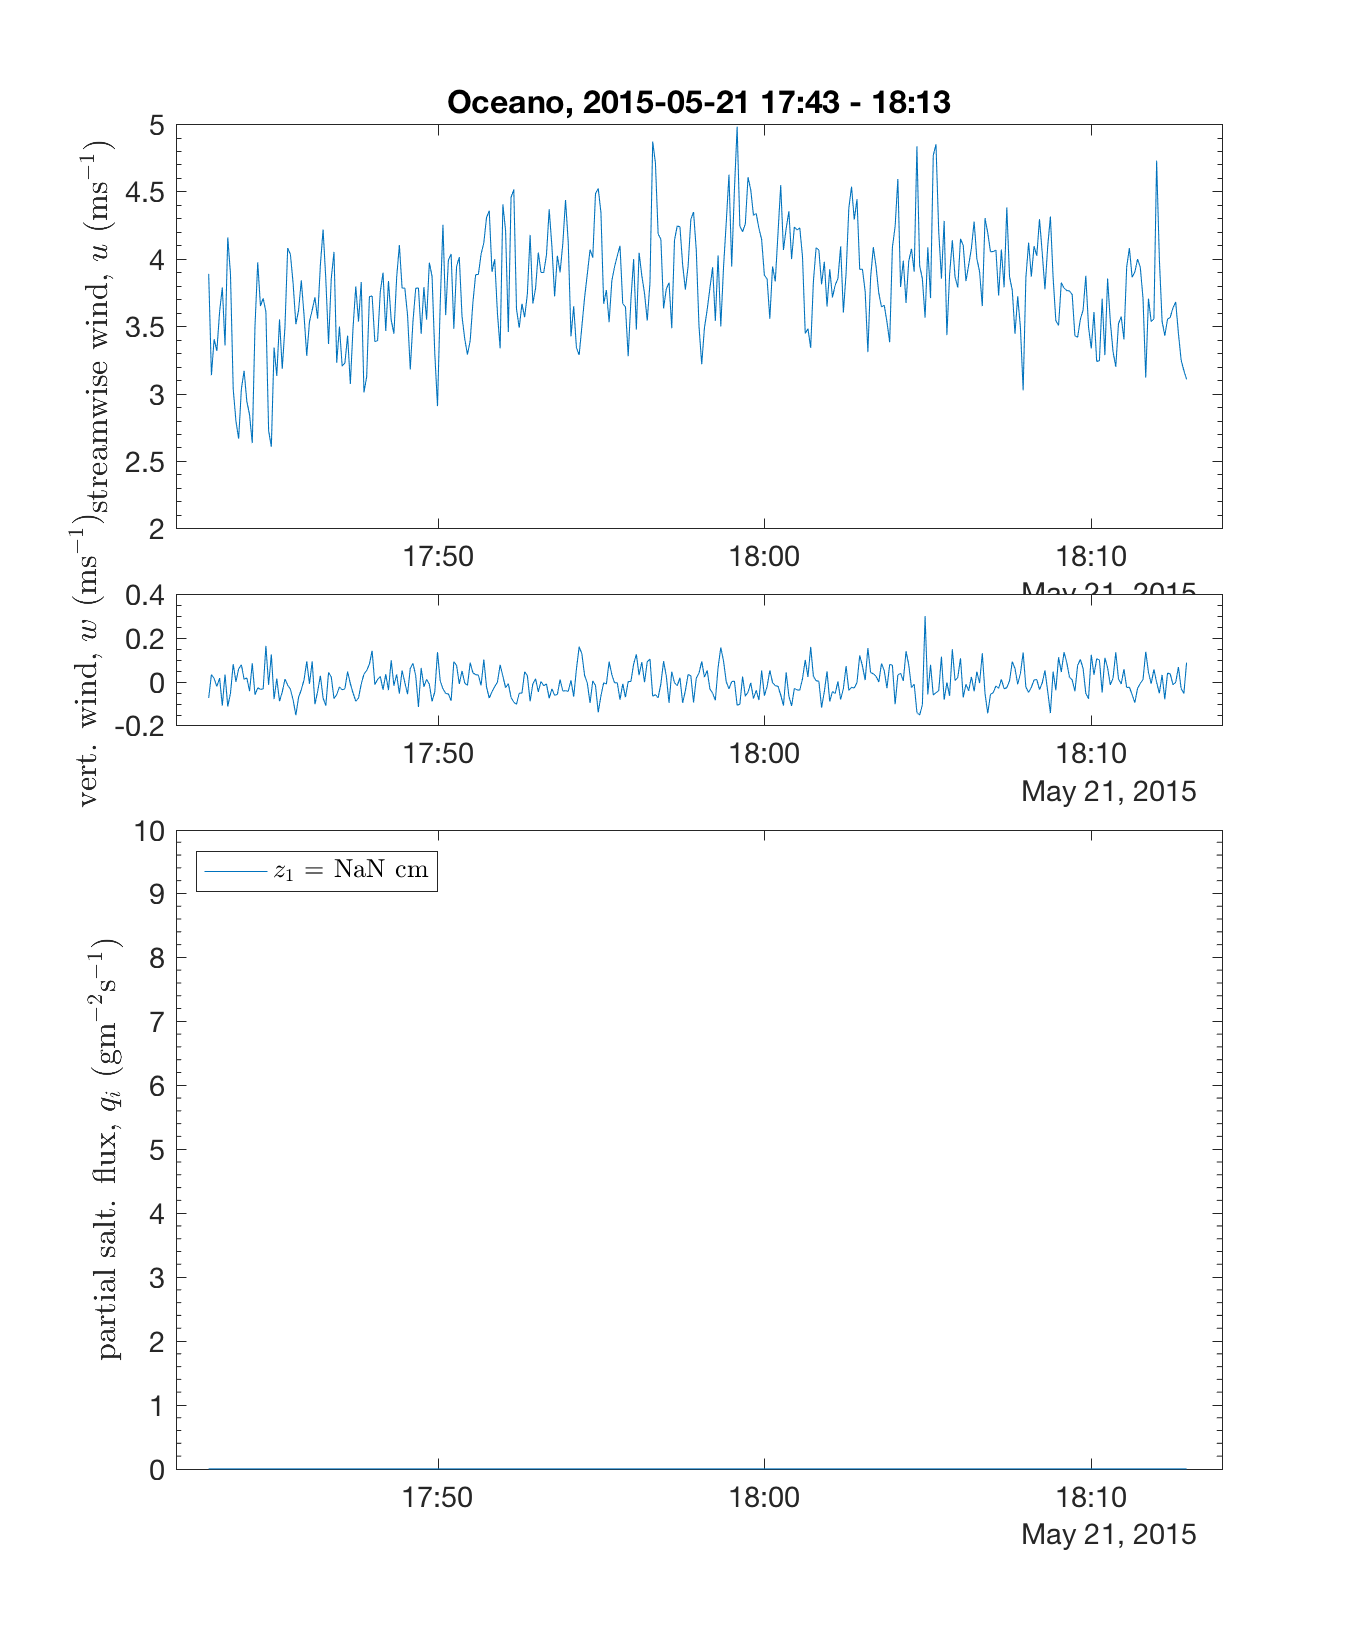 Oceano, 2015-05-21 17:43 - 18:13
streamwise wind, u (ms⁻¹)
5
4.5
4
3.5
3
2.5
2
17:50 18:00 18:10
May 21, 2015
vert. wind, w (ms⁻¹)
0.4
0.2
0
-0.2
17:50 18:00 18:10
May 21, 2015
partial salt. flux, qᵢ (gm⁻²s⁻¹)
z₁ = NaN cm
10
9
8
7
6
5
4
3
2
1
0
17:50 18:00 18:10
May 21, 2015